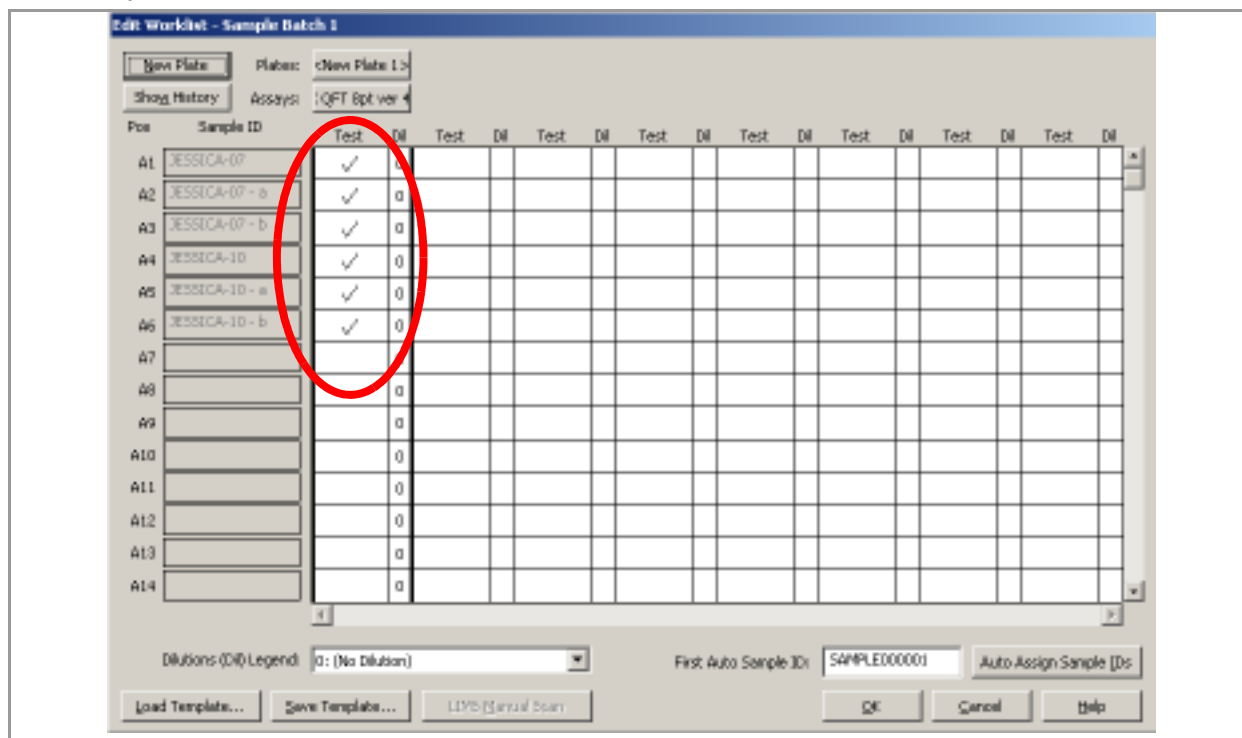 Edit Worklist - Sample Batch 1
New Plate Plates: <New Plate 1>
Show History Assays: QFT 8pt ver
Pos Sample ID Test Dil Test Dil Test Dil Test Dil Test Dil Test Dil Test Dil Test Dil
A1 JESSICA-07 ✓ 0
A2 JESSICA-07 - a ✓ 0
A3 JESSICA-07 - b ✓ 0
A4 JESSICA-10 ✓ 0
A5 JESSICA-10 - a ✓ 0
A6 JESSICA-10 - b ✓ 0
A7
A8 0
A9 0
A10 0
A11 0
A12 0
A13 0
A14 0
Dilutions (Dil) Legend: 0: (No Dilution) First Auto Sample ID: SAMPLE000001 Auto Assign Sample IDs
Load Template... Save Template... LIMS Manual Scan OK Cancel Help